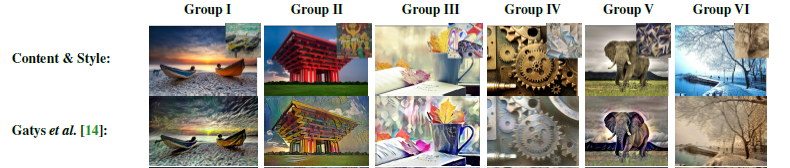 Group I Group II Group III Group IV Group V Group VI
Content & Style:
Gatys et al. [14]: